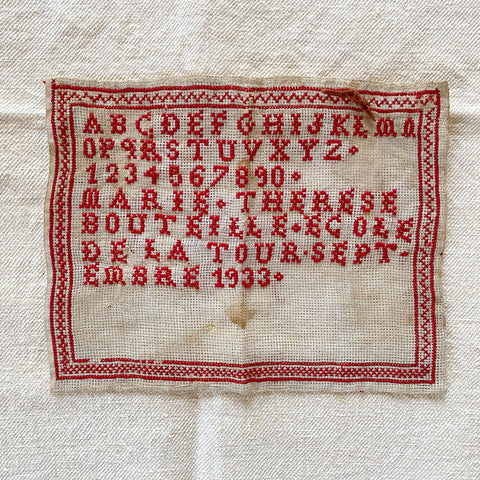 ABCDEFGHIJKLMN
OPQRSTUVXYZ·
1234567890·
MARIE·THERESE
BOUTEILLE·ECOLE
DE LA TOUR·SEPT-
EMBRE 1933·